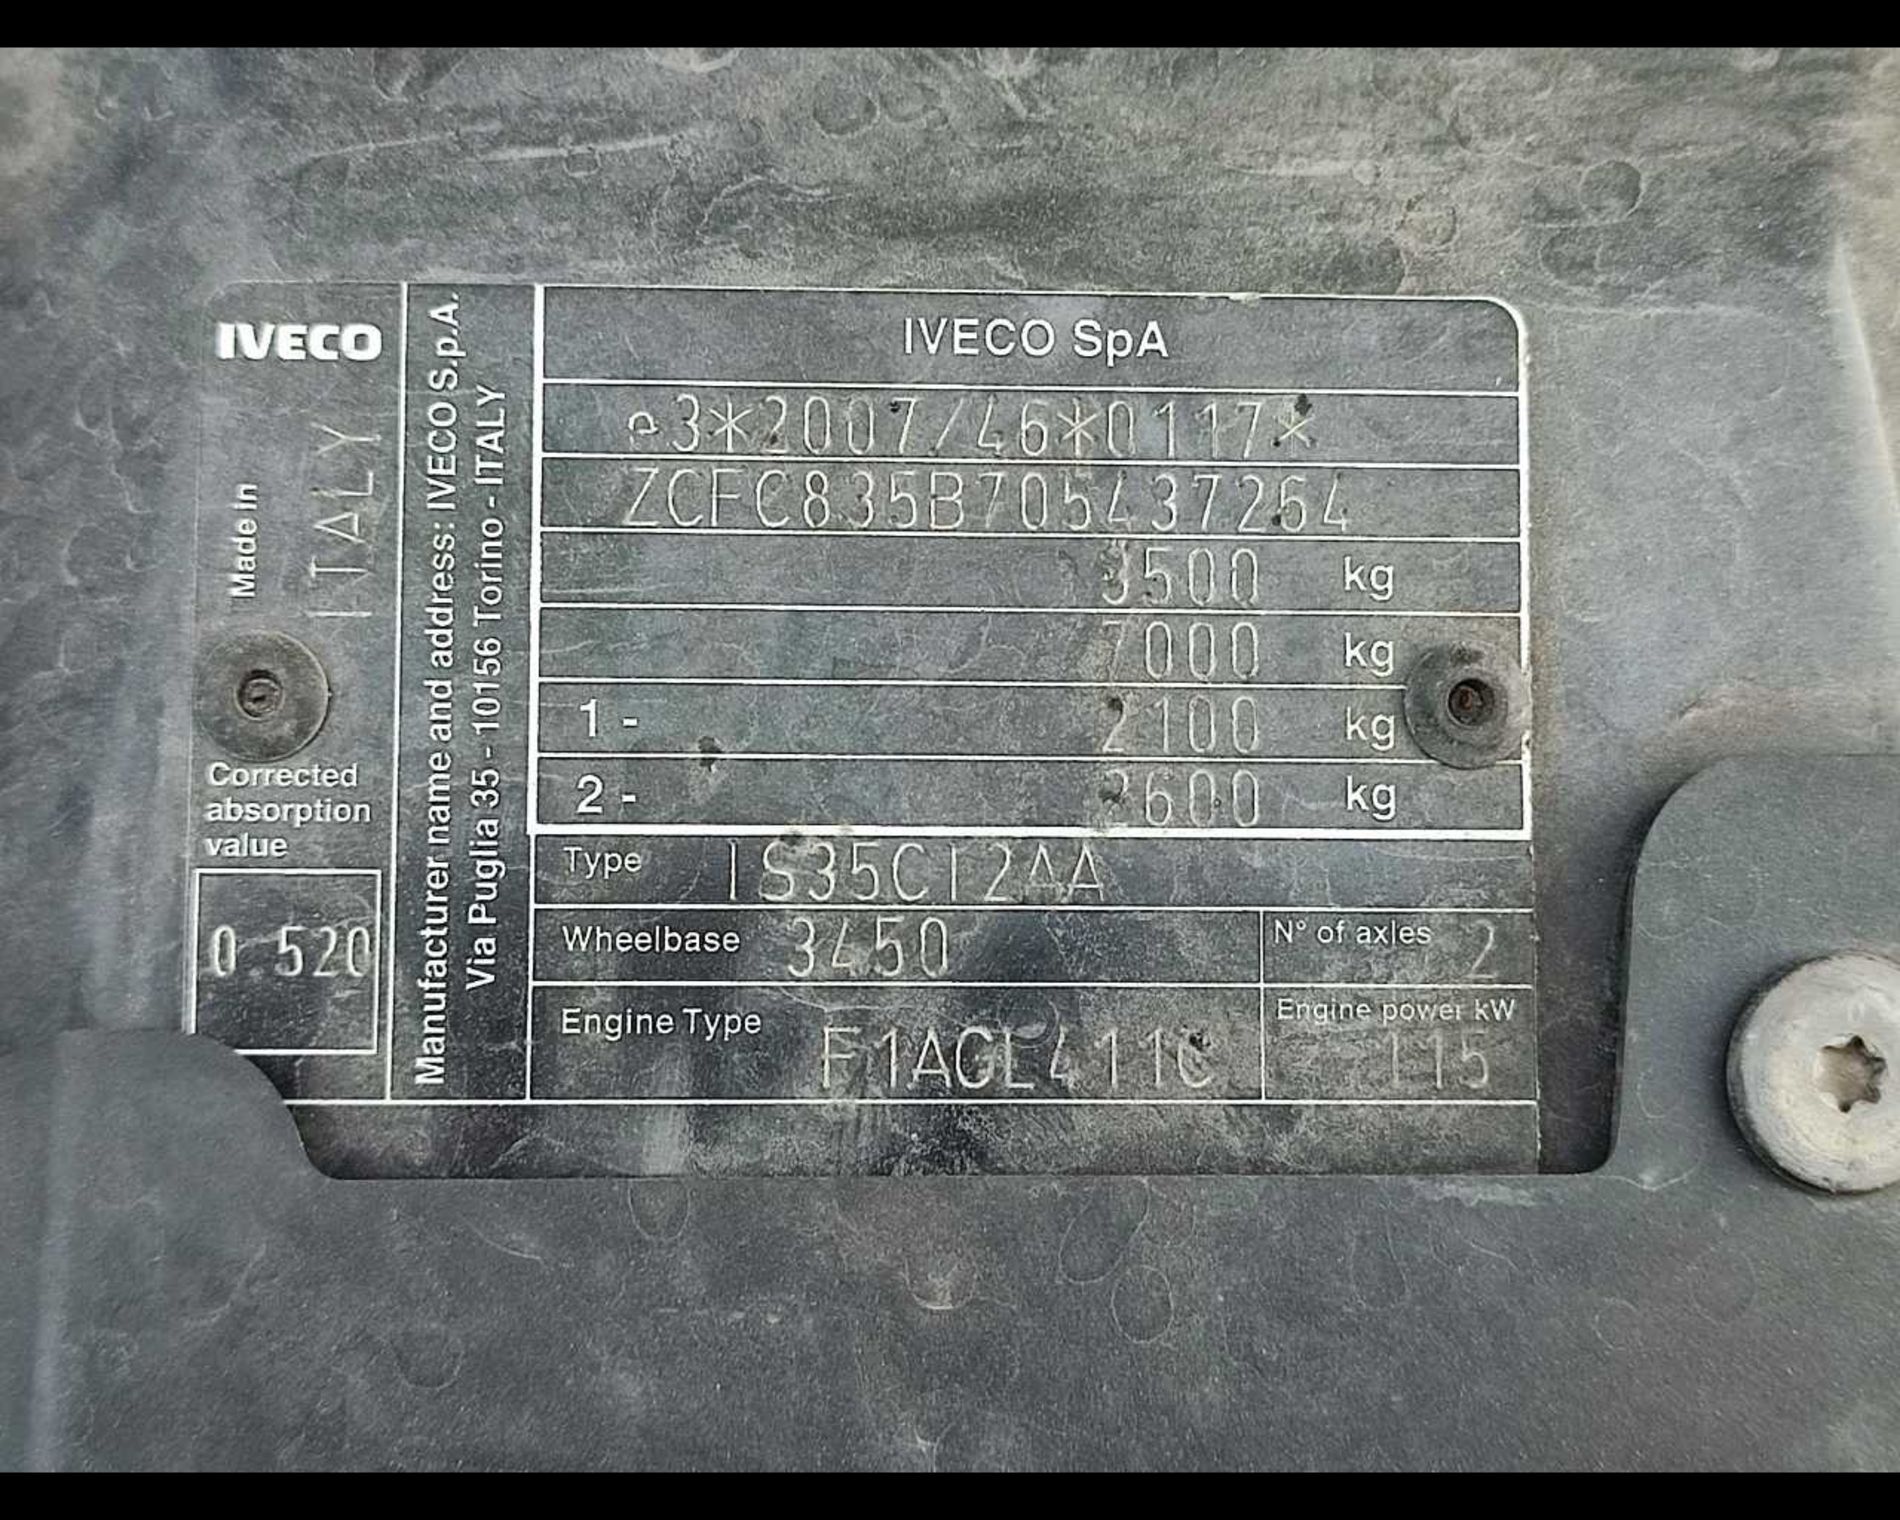 IVECO
Made in
ITALY
Corrected
absorption
value
0.520
Manufacturer name and address: IVECO S.p.A.
Via Puglia 35 - 10156 Torino - ITALY
IVECO SpA
e3*2007/46*0117*
ZCFC835B705437264
3500 kg
7000 kg
1 - 2100 kg
2 - 2600 kg
Type IS35CI2AA
Wheelbase 3450
N° of axles 2
Engine Type F1AGL411C
Engine power kW
115